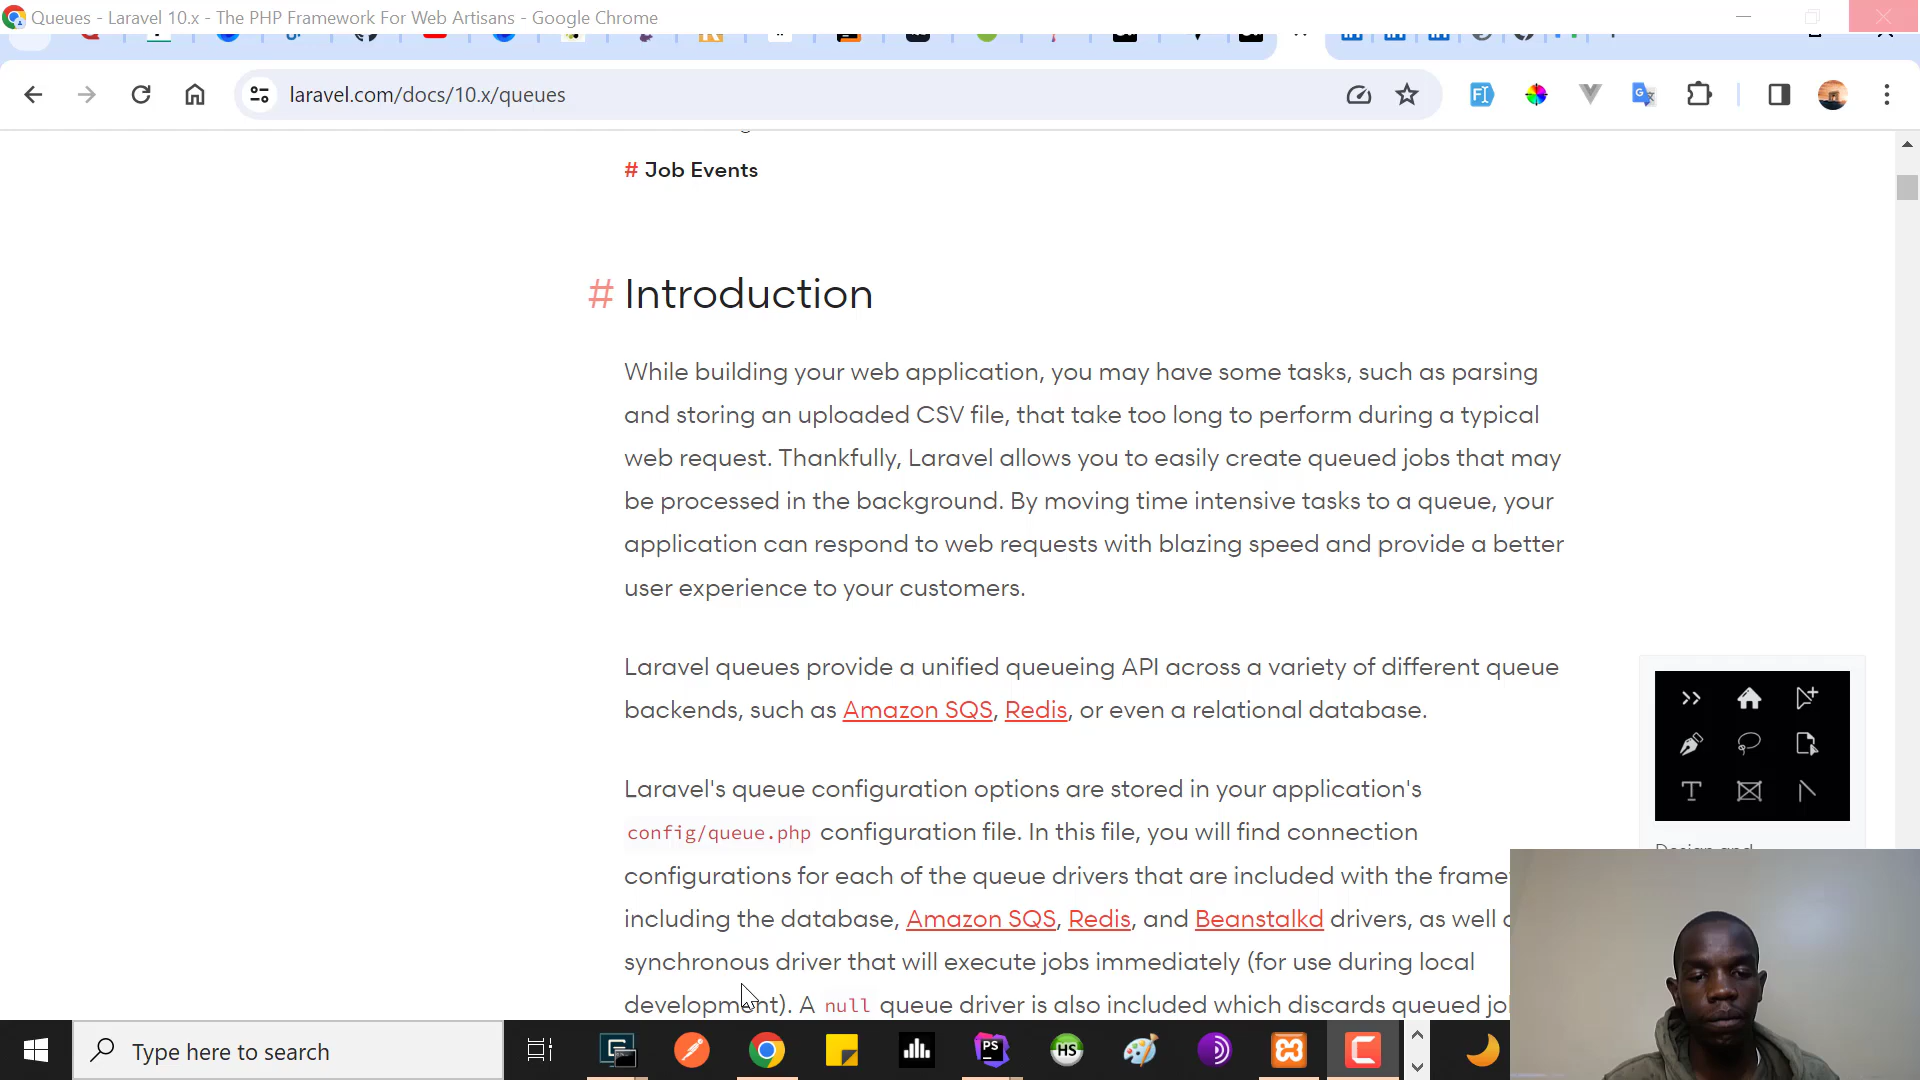 Queues - Laravel 10.x - The PHP Framework For Web Artisans - Google Chrome
laravel.com/docs/10.x/queues
# Job Events
# Introduction
While building your web application, you may have some tasks, such as parsing
and storing an uploaded CSV file, that take too long to perform during a typical
web request. Thankfully, Laravel allows you to easily create queued jobs that may
be processed in the background. By moving time intensive tasks to a queue, your
application can respond to web requests with blazing speed and provide a better
user experience to your customers.
Laravel queues provide a unified queueing API across a variety of different queue
backends, such as Amazon SQS, Redis, or even a relational database.
Laravel's queue configuration options are stored in your application's
config/queue.php configuration file. In this file, you will find connection
configurations for each of the queue drivers that are included with the frame
including the database, Amazon SQS, Redis, and Beanstalkd drivers, as well
synchronous driver that will execute jobs immediately (for use during local
development). A null queue driver is also included which discards queued jo
Type here to search
PS
HS